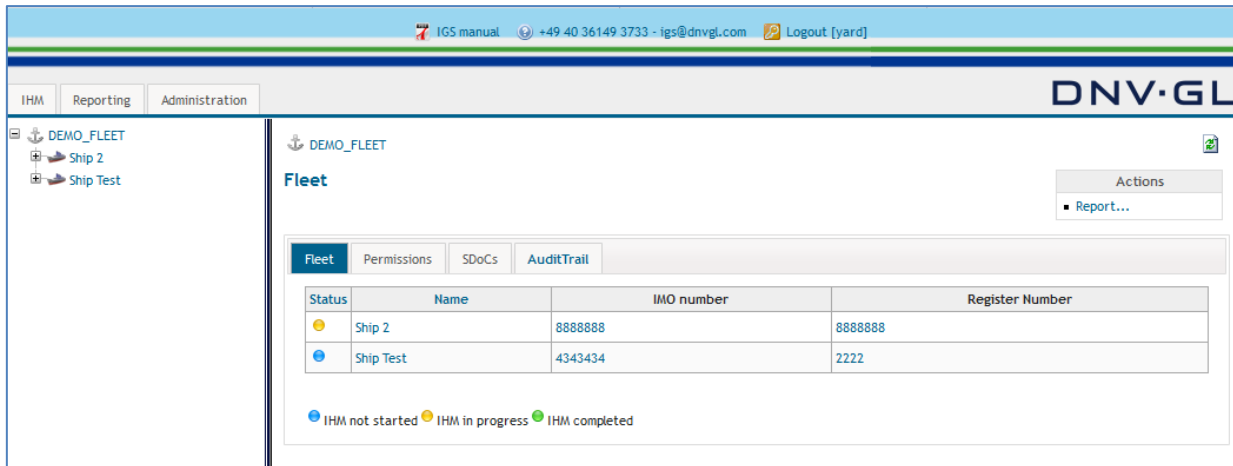 IGS manual +49 40 36149 3733 - igs@dnvgl.com Logout [yard]
DNV·GL
IHM Reporting Administration
DEMO_FLEET
Ship 2
Ship Test
DEMO_FLEET
Fleet
Actions
Report...
Fleet Permissions SDoCs AuditTrail
Status Name IMO number Register Number
Ship 2 8888888 8888888
Ship Test 4343434 2222
IHM not started IHM in progress IHM completed